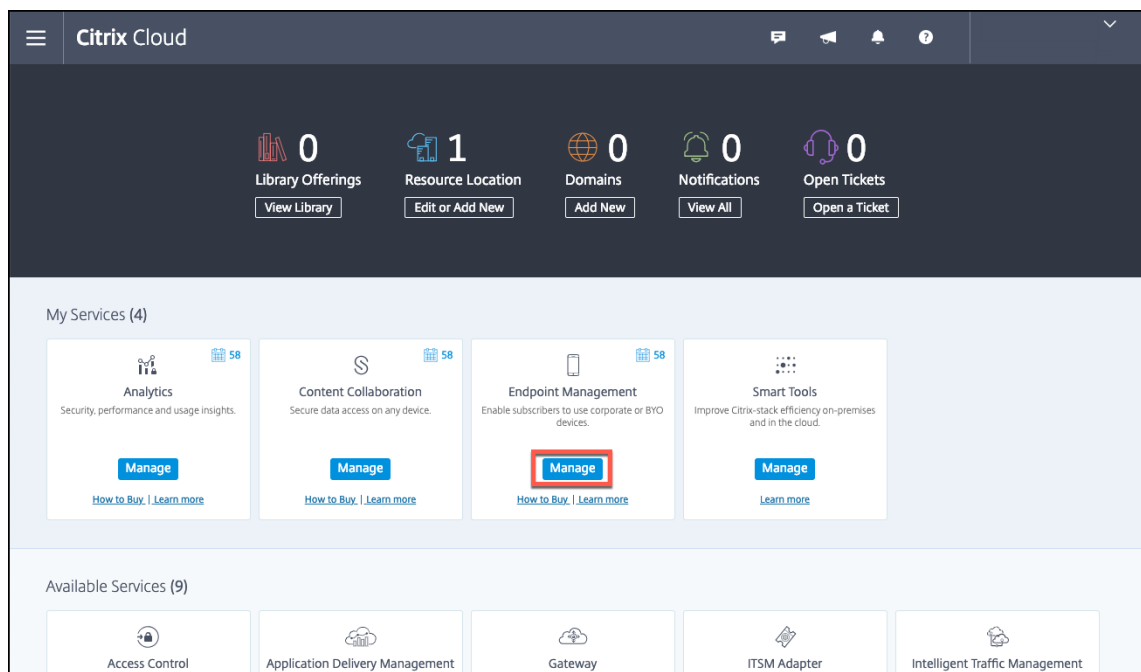 Citrix Cloud
0 1 0 0 0
Library Offerings Resource Location Domains Notifications Open Tickets
View Library Edit or Add New Add New View All Open a Ticket
My Services (4)
58 58 58
Analytics Content Collaboration Endpoint Management Smart Tools
Security, performance and usage insights. Secure data access on any device. Enable subscribers to use corporate or BYO Improve Citrix-stack efficiency on-premises
devices. and in the cloud.
Manage Manage Manage Manage
How to Buy | Learn more How to Buy | Learn more How to Buy | Learn more Learn more
Available Services (9)
Access Control Application Delivery Management Gateway ITSM Adapter Intelligent Traffic Management